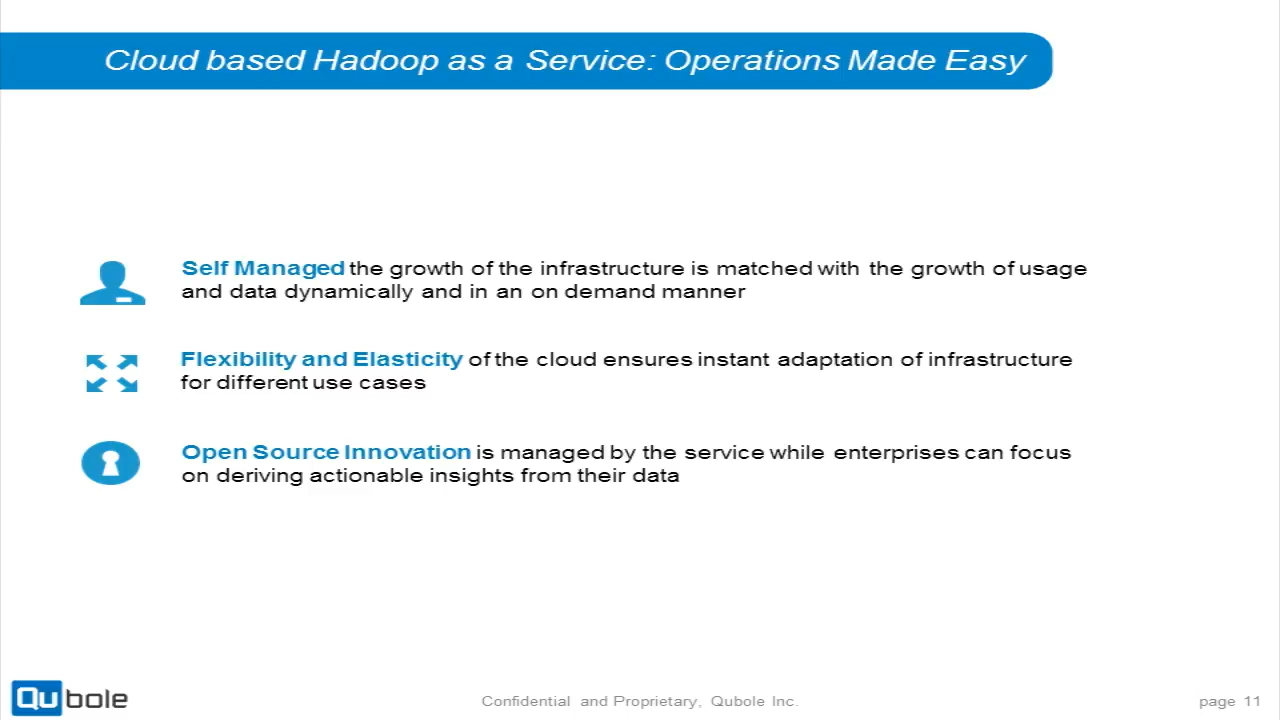 Cloud based Hadoop as a Service: Operations Made Easy
Self Managed the growth of the infrastructure is matched with the growth of usage
and data dynamically and in an on demand manner
Flexibility and Elasticity of the cloud ensures instant adaptation of infrastructure
for different use cases
Open Source Innovation is managed by the service while enterprises can focus
on deriving actionable insights from their data
Qubole
Confidential and Proprietary, Qubole Inc.
page 11